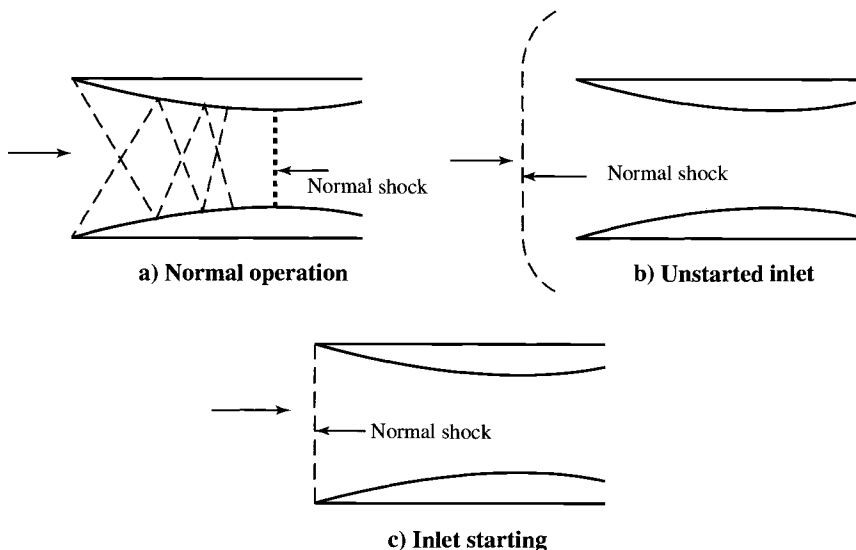 Normal shock
a) Normal operation
Normal shock
b) Unstarted inlet
Normal shock
c) Inlet starting